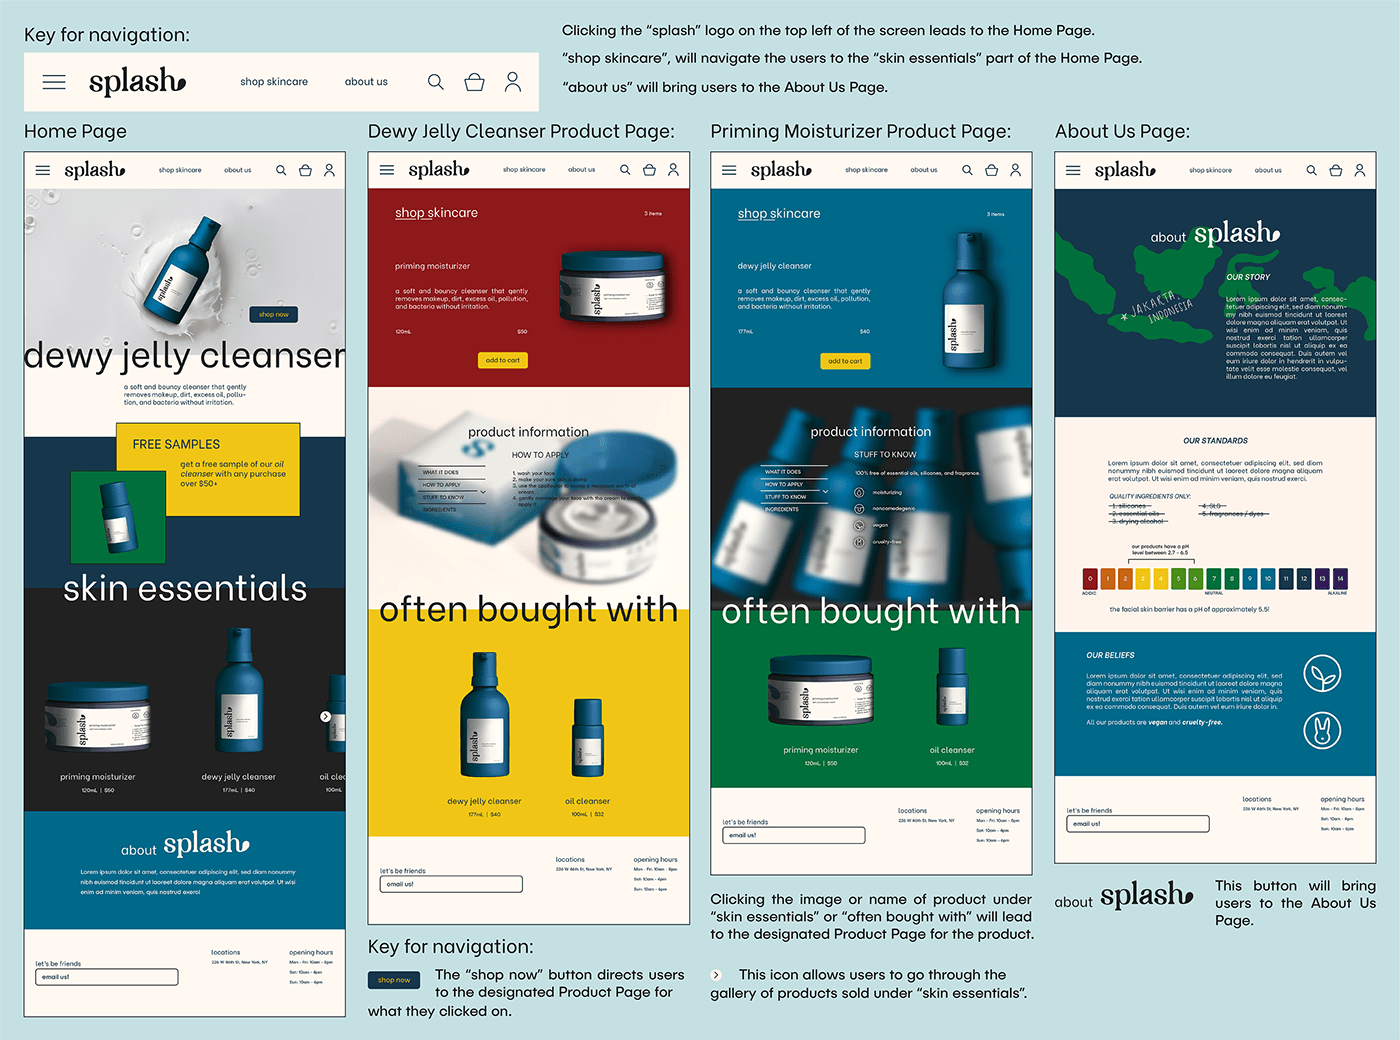 Key for navigation:
splash
shop skincare
about us
Clicking the “splash” logo on the top left of the screen leads to the Home Page.
“shop skincare”, will navigate the users to the “skin essentials” part of the Home Page.
“about us” will bring users to the About Us Page.
Home Page
splash
shop skincare
about us
splash
shop now
dewy jelly cleanser
a soft and bouncy cleanser that gently
removes makeup, dirt, excess oil, pollu-
tion, and bacteria without irritation.
FREE SAMPLES
get a free sample of our oil
cleanser with any purchase
over $50+
skin essentials
splash
splash
priming moisturizer
120mL | $50
dewy jelly cleanser
177mL | $40
oil clea
100mL
about splash
Lorem ipsum dolor sit amet, consectetuer adipiscing elit, sed diam nonummy
nibh euismod tincidunt ut laoreet dolore magna aliquam erat volutpat. Ut wisi
enim ad minim veniam, quis nostrud exerci
let's be friends
email us!
locations
226 W 46th St, New York, NY
opening hours
Mon - Fri: 10am - 8pm
Sat: 10am - 4pm
Sun: 10am - 6pm
Dewy Jelly Cleanser Product Page:
splash
shop skincare
about us
shop skincare
3 items
priming moisturizer
a soft and bouncy cleanser that gently
removes makeup, dirt, excess oil, pollution,
and bacteria without irritation.
120mL
$50
add to cart
splash
priming moisturizer
product information
WHAT IT DOES
HOW TO APPLY
STUFF TO KNOW
INGREDIENTS
HOW TO APPLY
1. wash your face
2. make sure your skin is damp
3. use the applicator to scoop a
cream
4. gently massage your face with the cream to
apply it
often bought with
splash
dewy jelly cleanser
177mL | $40
oil cleanser
100mL | $32
let's be friends
email us!
locations
226 W 46th St, New York, NY
opening hours
Mon - Fri: 10am - 8pm
Sat: 10am - 4pm
Sun: 10am - 6pm
Key for navigation:
shop now
The “shop now” button directs users
to the designated Product Page for
what they clicked on.
Priming Moisturizer Product Page:
splash
shop skincare
about us
shop skincare
3 items
dewy jelly cleanser
a soft and bouncy cleanser that gently
removes makeup, dirt, excess oil, pollution,
and bacteria without irritation.
177mL
$40
add to cart
splash
product information
WHAT IT DOES
HOW TO APPLY
STUFF TO KNOW
INGREDIENTS
STUFF TO KNOW
100% free of essential oils, silicones, and fragrance.
moisturizing
noncomedogenic
vegan
cruelty-free
often bought with
splash
priming moisturizer
priming moisturizer
120mL | $50
oil cleanser
100mL | $32
let's be friends
email us!
locations
226 W 46th St, New York, NY
opening hours
Mon - Fri: 10am - 8pm
Sat: 10am - 4pm
Sun: 10am - 6pm
Clicking the image or name of product under
“skin essentials” or “often bought with” will lead
to the designated Product Page for the product.
This icon allows users to go through the
gallery of products sold under “skin essentials”.
About Us Page:
splash
shop skincare
about us
about splash
JAKARTA,
INDONESIA
OUR STORY
Lorem ipsum dolor sit amet, consec-
tetuer adipiscing elit, sed diam nonum-
my nibh euismod tincidunt ut laoreet
dolore magna aliquam erat volutpat. Ut
wisi enim ad minim veniam, quis
nostrud exerci tation ullamcorper
suscipit lobortis nisl ut aliquip ex ea
commodo consequat. Duis autem vel
eum iriure dolor in hendrerit in vulpu-
tate velit esse molestie consequat, vel
illum dolore eu feugiat.
OUR STANDARDS
Lorem ipsum dolor sit amet, consectetuer adipiscing elit, sed diam nonummy
nibh euismod tincidunt ut laoreet dolore magna aliquam
erat volutpat. Ut wisi enim ad minim veniam, quis nostrud exerci.
QUALITY INGREDIENTS ONLY:
1. silicones
2. essential oils
3. drying alcohol
4. SLS
5. fragrances / dyes
our products have a pH
level between 2.7 - 6.5
0 1 2 3 4 5 6 7 8 9 10 11 12 13 14
ACIDIC
NEUTRAL
ALKALINE
the facial skin barrier has a pH of approximately 5.5!
OUR BELIEFS
Lorem ipsum dolor sit amet, consectetuer adipiscing elit, sed
diam nonummy nibh euismod tincidunt ut laoreet dolore magna
aliquam erat volutpat. Ut wisi enim ad minim veniam, quis
nostrud exerci tation ullamcorper suscipit lobortis nisl ut aliquip
ex ea commodo consequat. Duis autem vel eum iriure dolor in.
All our products are vegan and cruelty-free.
let's be friends
email us!
locations
226 W 46th St, New York, NY
opening hours
Mon - Fri: 10am - 8pm
Sat: 10am - 4pm
Sun: 10am - 6pm
about splash
This button will bring
users to the About Us
Page.